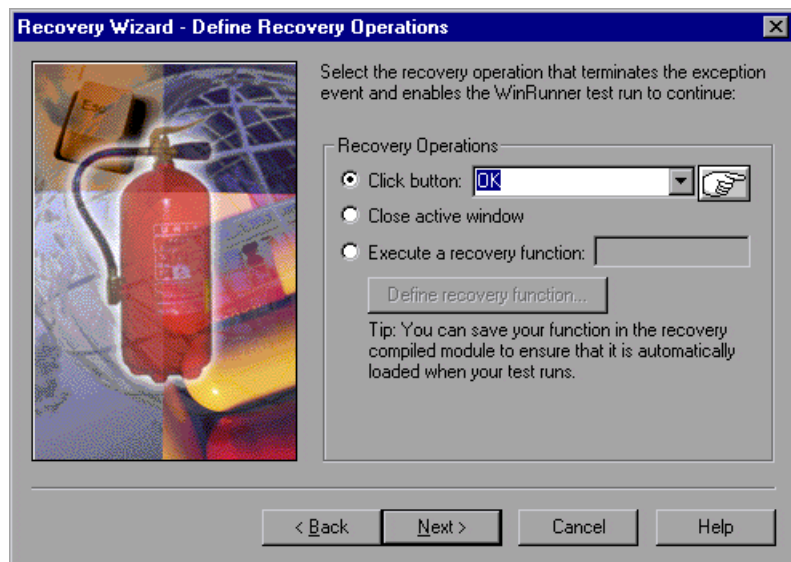 Recovery Wizard - Define Recovery Operations
Select the recovery operation that terminates the exception
event and enables the WinRunner test run to continue:
Recovery Operations
Click button: OK
Close active window
Execute a recovery function:
Define recovery function...
Tip: You can save your function in the recovery
compiled module to ensure that it is automatically
loaded when your test runs.
< Back Next > Cancel Help
Esc